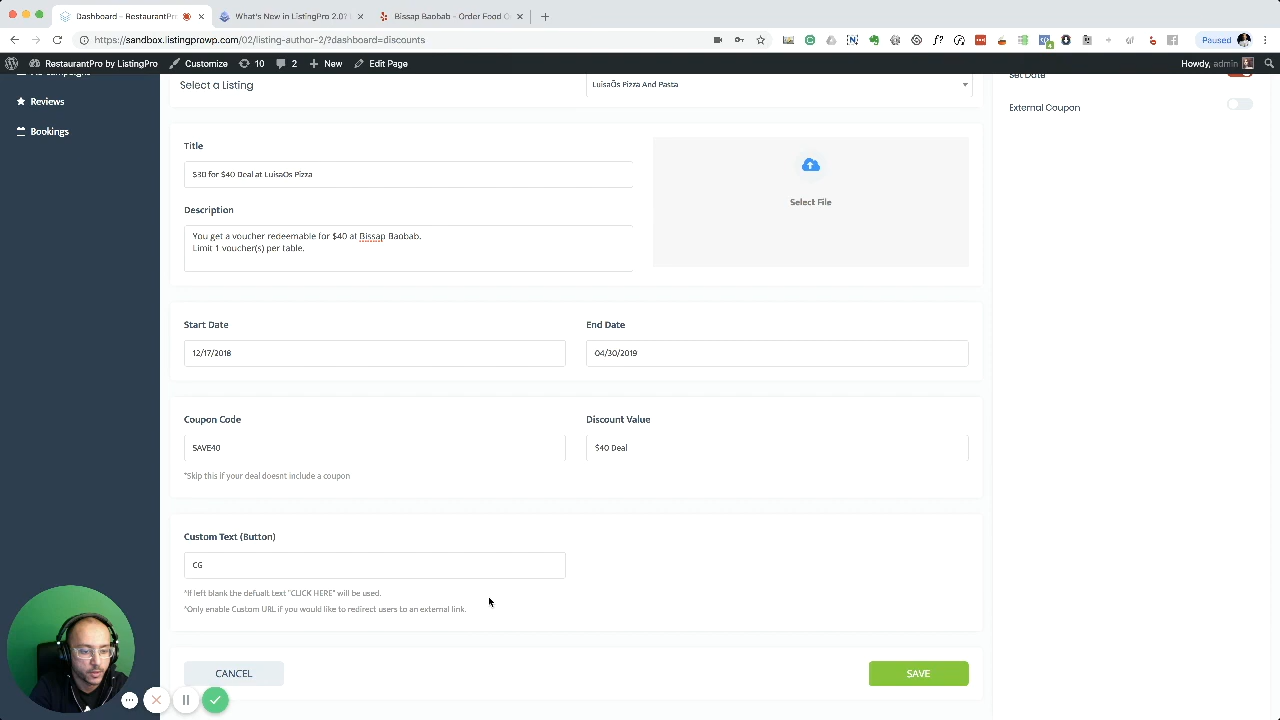 Dashboard - RestaurantPro
What's New in ListingPro 2.0?
Bissap Baobab - Order Food O
https://sandbox.listingprowp.com/02/listing-author-2/?dashboard=discounts
Paused
RestaurantPro by ListingPro
Customize
10
2
New
Edit Page
Howdy, admin
Reviews
Bookings
Select a Listing
LuisaÕs Pizza And Pasta
Set Date
External Coupon
Title
$30 for $40 Deal at LuisaÕs Pizza
Select File
Description
You get a voucher redeemable for $40 at Bissap Baobab.
Limit 1 voucher(s) per table.
Start Date
End Date
12/17/2018
04/30/2019
Coupon Code
Discount Value
SAVE40
$40 Deal
*Skip this if your deal doesnt include a coupon
Custom Text (Button)
CG
*If left blank the defualt text "CLICK HERE" will be used.
*Only enable Custom URL if you would like to redirect users to an external link.
CANCEL
SAVE